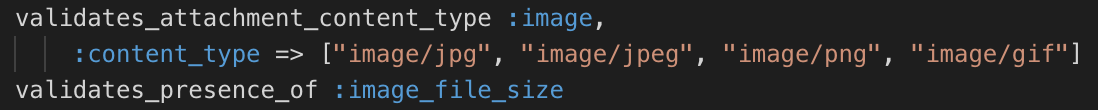 validates_attachment_content_type :image,
:content_type => ["image/jpg", "image/jpeg", "image/png", "image/gif"]
validates_presence_of :image_file_size